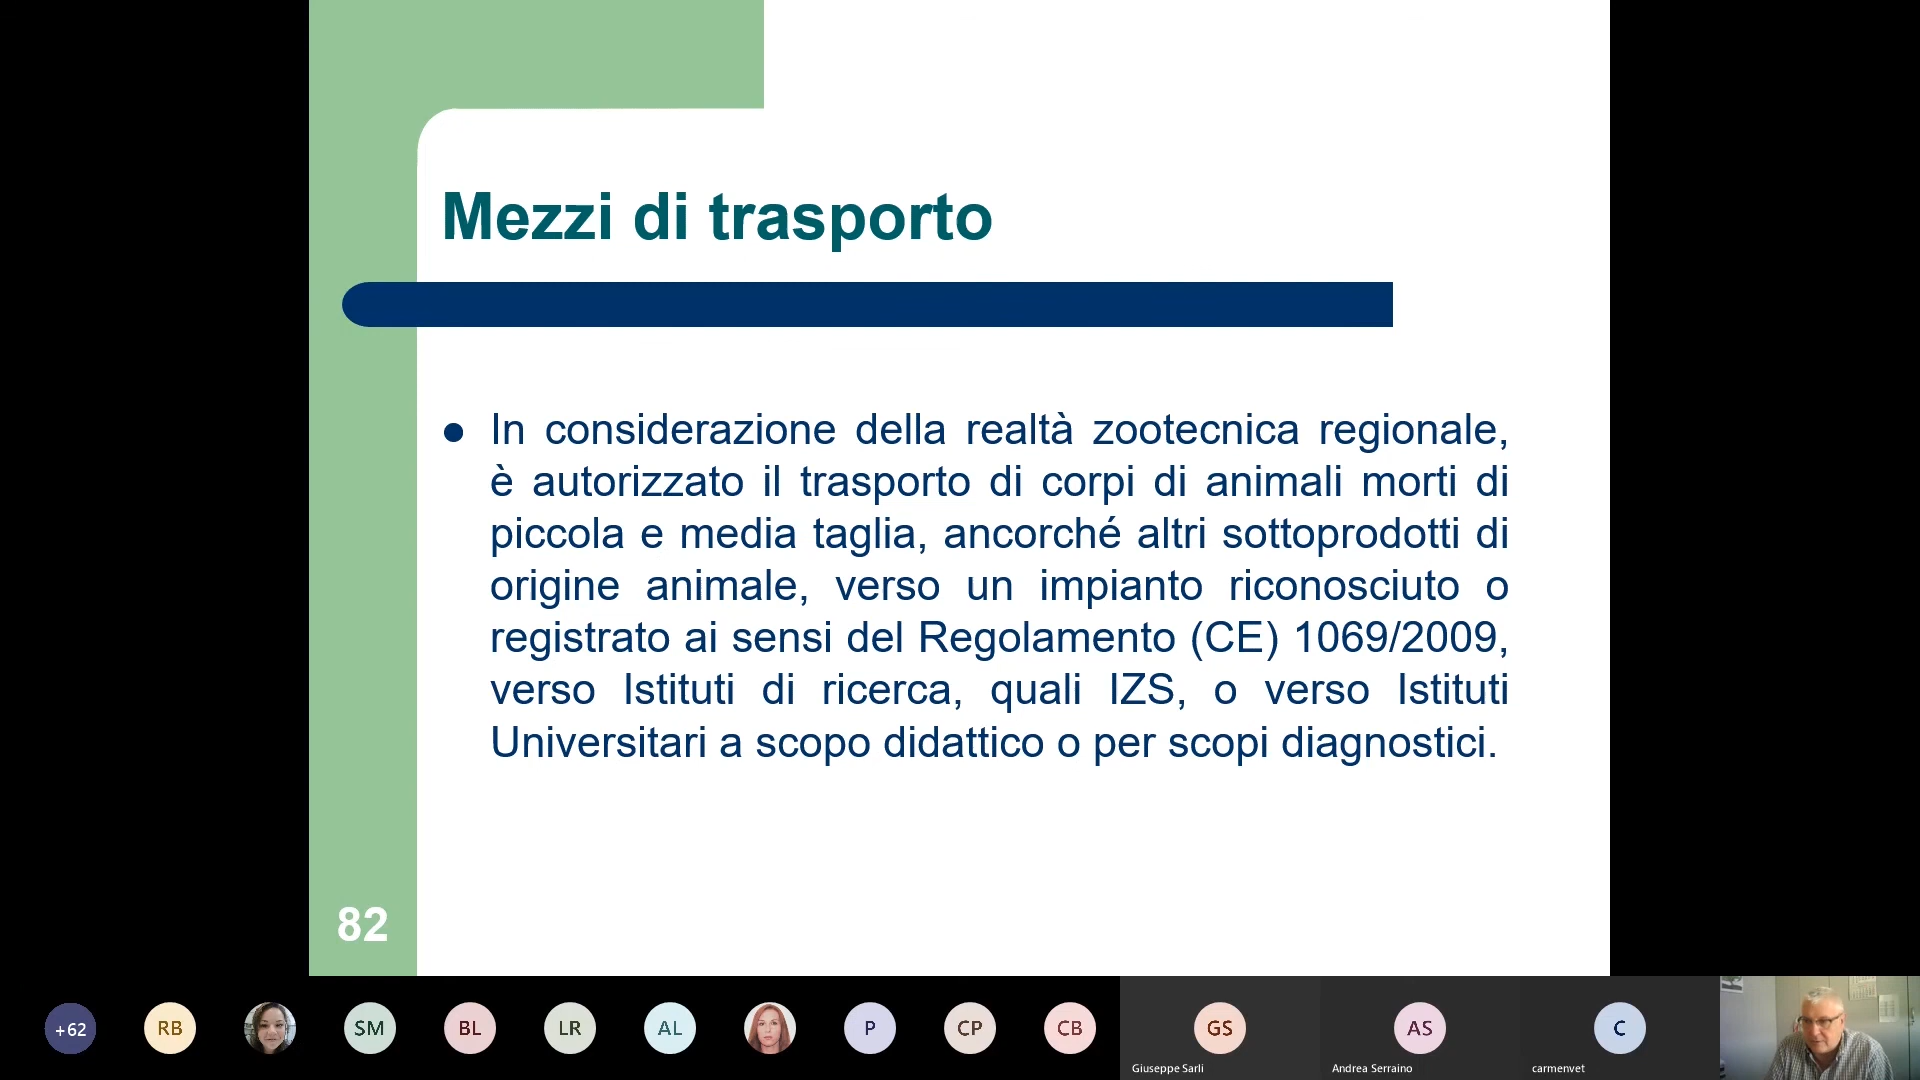 Mezzi di trasporto
● In considerazione della realtà zootecnica regionale,
è autorizzato il trasporto di corpi di animali morti di
piccola e media taglia, ancorché altri sottoprodotti di
origine animale, verso un impianto riconosciuto o
registrato ai sensi del Regolamento (CE) 1069/2009,
verso Istituti di ricerca, quali IZS, o verso Istituti
Universitari a scopo didattico o per scopi diagnostici.
82
+62 RB SM BL LR AL P CP CB GS AS C
Giuseppe Sarli Andrea Serraino carmenvet